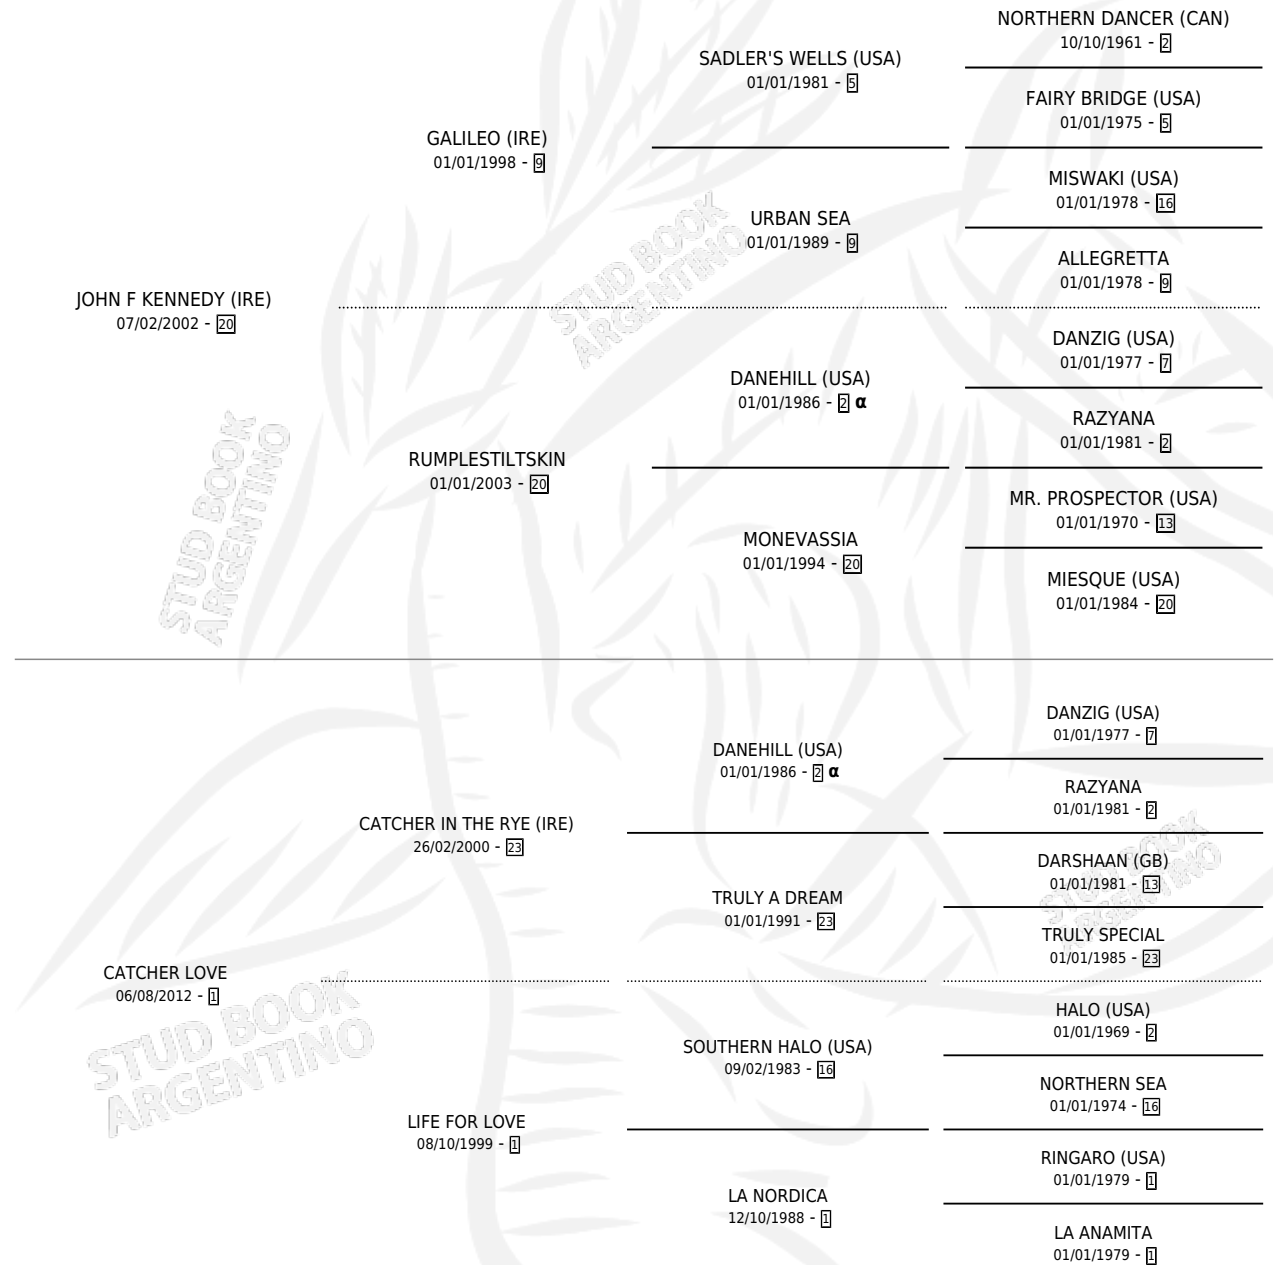 NORTHERN DANCER (CAN)
10/10/1961 - 2
SADLER'S WELLS (USA)
01/01/1981 - 5
FAIRY BRIDGE (USA)
01/01/1975 - 5
GALILEO (IRE)
01/01/1998 - 9
MISWAKI (USA)
01/01/1978 - 16
URBAN SEA
01/01/1989 - 9
ALLEGRETTA
01/01/1978 - 9
STUD BOOK
ARGENTINO
JOHN F KENNEDY (IRE)
07/02/2002 - 20
DANZIG (USA)
01/01/1977 - 7
DANEHILL (USA)
01/01/1986 - 2 α
RAZYANA
01/01/1981 - 2
RUMPLESTILTSKIN
01/01/2003 - 20
MR. PROSPECTOR (USA)
01/01/1970 - 13
MONEVASSIA
01/01/1994 - 20
MIESQUE (USA)
01/01/1984 - 20
STUD BOOK
ARGENTINO
DANZIG (USA)
01/01/1977 - 7
DANEHILL (USA)
01/01/1986 - 2 α
RAZYANA
01/01/1981 - 2
CATCHER IN THE RYE (IRE)
26/02/2000 - 23
DARSHAAN (GB)
01/01/1981 - 13
TRULY A DREAM
01/01/1991 - 23
TRULY SPECIAL
01/01/1985 - 23
STUD BOOK
ARGENTINO
CATCHER LOVE
06/08/2012 - 1
HALO (USA)
01/01/1969 - 2
SOUTHERN HALO (USA)
09/02/1983 - 16
NORTHERN SEA
01/01/1974 - 16
STUD BOOK
ARGENTINO
LIFE FOR LOVE
08/10/1999 - 1
RINGARO (USA)
01/01/1979 - 1
LA NORDICA
12/10/1988 - 1
LA ANAMITA
01/01/1979 - 1